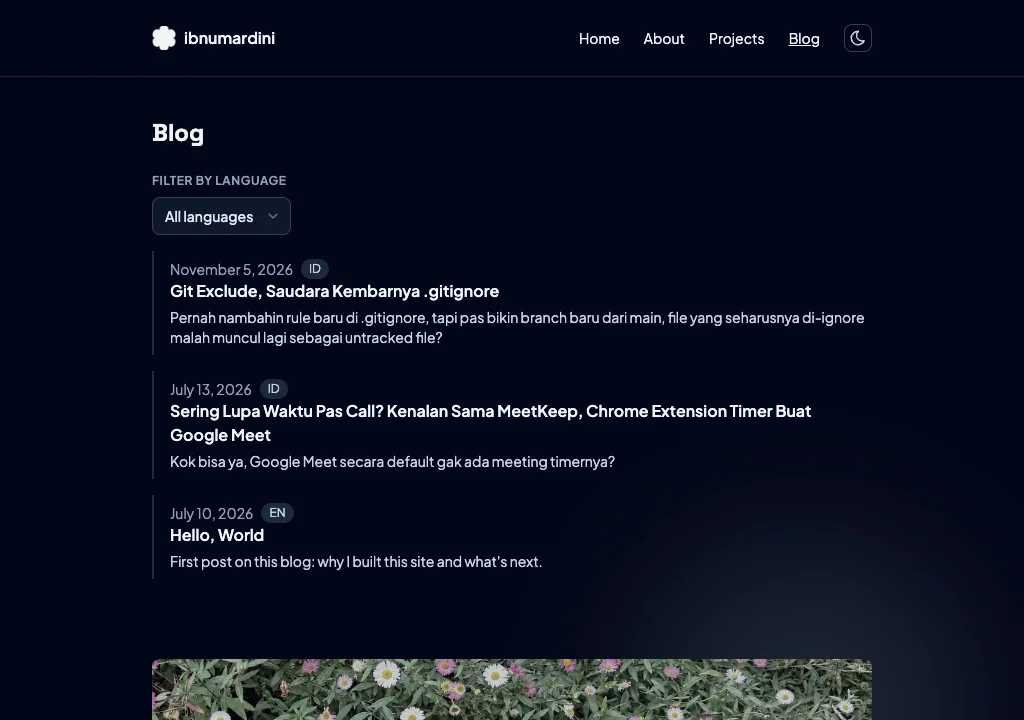 ibnumardini
Home
About
Projects
Blog
Blog
FILTER BY LANGUAGE
All languages
November 5, 2026 ID
Git Exclude, Saudara Kembarnya .gitignore
Pernah nambahin rule baru di .gitignore, tapi pas bikin branch baru dari main, file yang seharusnya di-ignore
malah muncul lagi sebagai untracked file?
July 13, 2026 ID
Sering Lupa Waktu Pas Call? Kenalan Sama MeetKeep, Chrome Extension Timer Buat
Google Meet
Kok bisa ya, Google Meet secara default gak ada meeting timernya?
July 10, 2026 EN
Hello, World
First post on this blog: why I built this site and what's next.